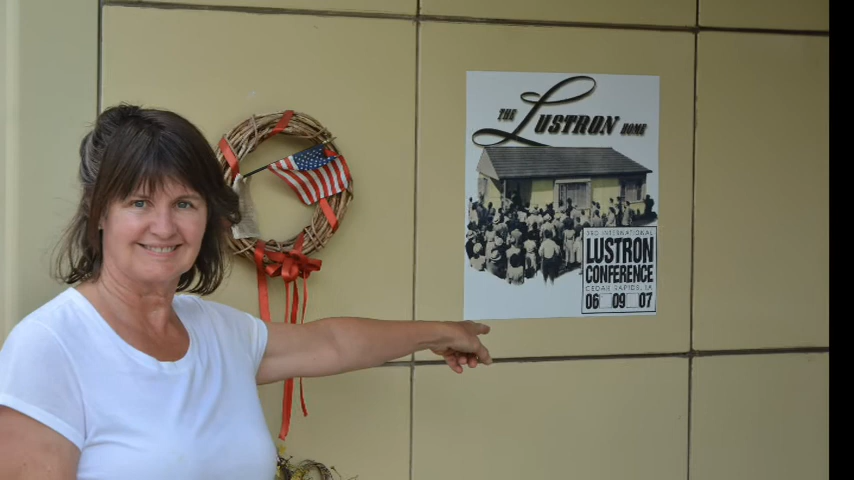 THE LUSTRON HOME
3RD INTERNATIONAL
LUSTRON
CONFERENCE
CEDAR RAPIDS, IA
06 09 07